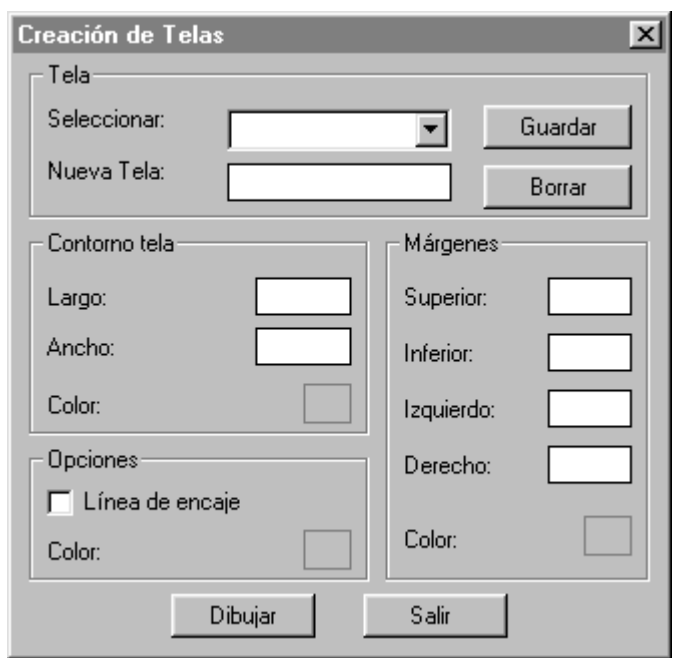 Creación de Telas
Tela
Seleccionar:
Guardar
Nueva Tela:
Borrar
Contorno tela
Largo:
Ancho:
Color:
Opciones
Línea de encaje
Color:
Márgenes
Superior:
Inferior:
Izquierdo:
Derecho:
Color:
Dibujar
Salir